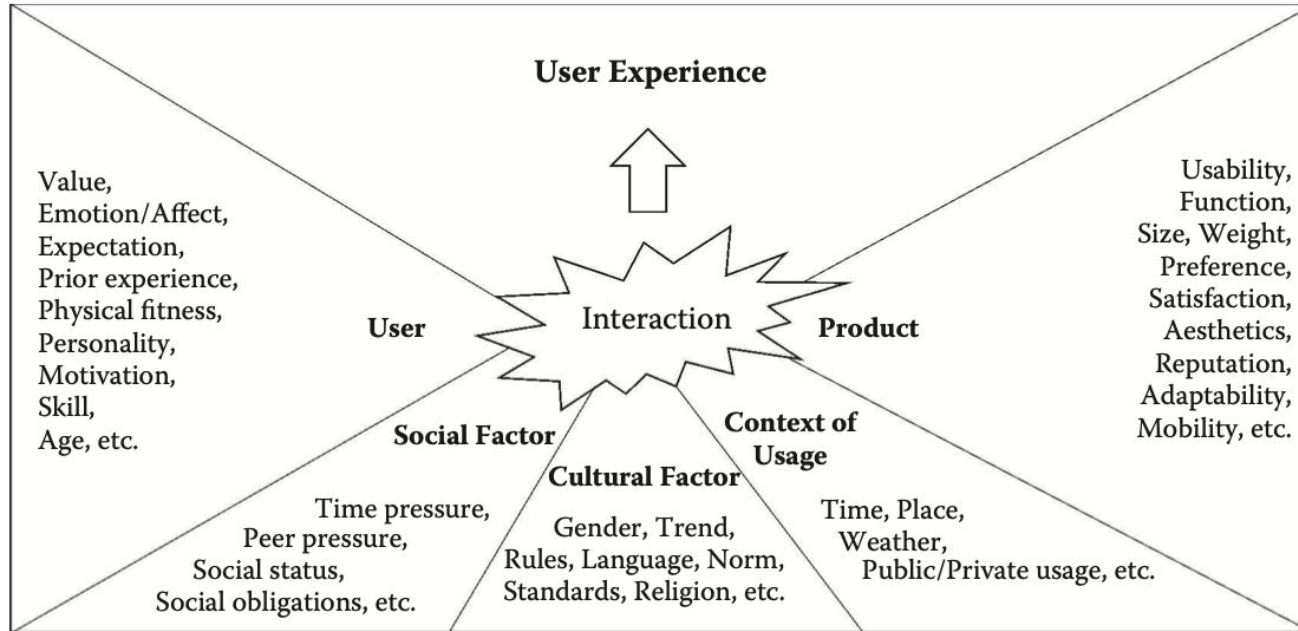 User Experience
Value,
Emotion/Affect,
Expectation,
Prior experience,
Physical fitness,
Personality,
Motivation,
Skill,
Age, etc.
User
Interaction
Product
Usability,
Function,
Size, Weight,
Preference,
Satisfaction,
Aesthetics,
Reputation,
Adaptability,
Mobility, etc.
Social Factor
Time pressure,
Peer pressure,
Social status,
Social obligations, etc.
Cultural Factor
Gender, Trend,
Rules, Language, Norm,
Standards, Religion, etc.
Context of
Usage
Time, Place,
Weather,
Public/Private usage, etc.